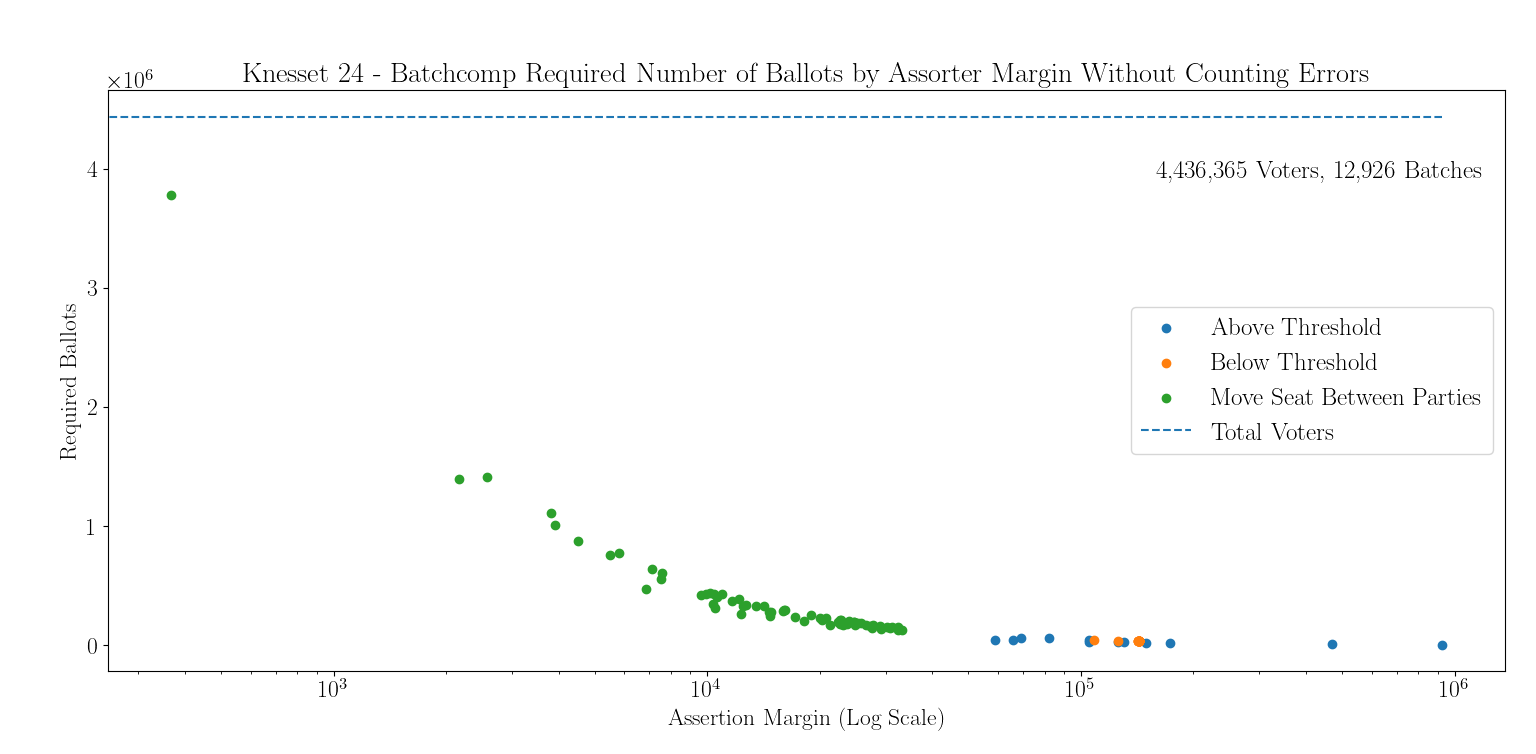 Knesset 24 - Batchcomp Required Number of Ballots by Assorter Margin Without Counting Errors
×10⁶
4,436,365 Voters, 12,926 Batches
4
3
2
1
0
Required Ballots
Above Threshold
Below Threshold
Move Seat Between Parties
Total Voters
10³
10⁴
10⁵
10⁶
Assertion Margin (Log Scale)